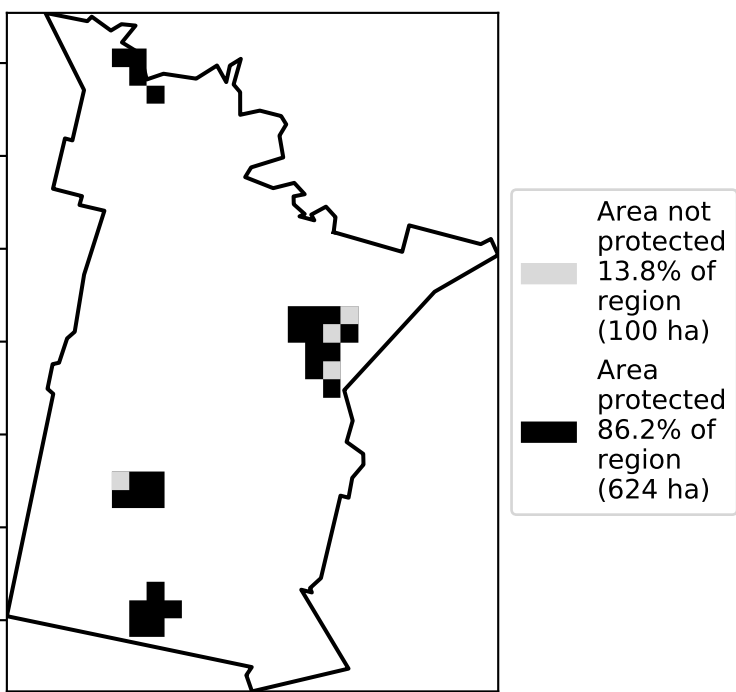 Area not
protected
13.8% of
region
(100 ha)
Area
protected
86.2% of
region
(624 ha)